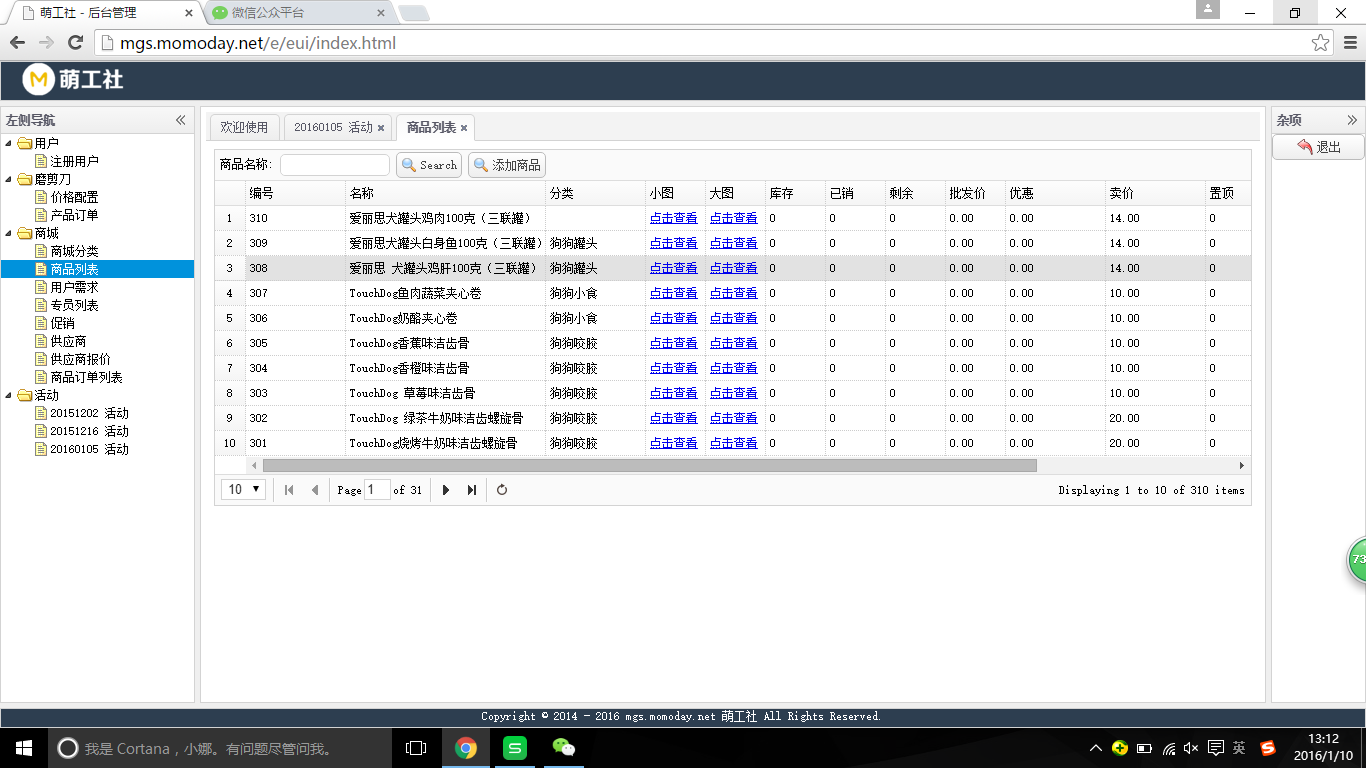 萌工社 - 后台管理
微信公众平台
mgs.momoday.net/e/eui/index.html
萌工社
左侧导航
用户
注册用户
磨剪刀
价格配置
产品订单
商城
商城分类
商品列表
用户需求
专员列表
促销
供应商
供应商报价
商品订单列表
活动
20151202 活动
20151216 活动
20160105 活动
欢迎使用 20160105 活动 商品列表
商品名称: Search 添加商品
编号 名称 分类 小图 大图 库存 已销 剩余 批发价 优惠 卖价 置顶
1 310 爱丽思犬罐头鸡肉100克（三联罐） 点击查看 点击查看 0 0 0 0.00 0.00 14.00 0
2 309 爱丽思犬罐头白身鱼100克（三联罐） 狗狗罐头 点击查看 点击查看 0 0 0 0.00 0.00 14.00 0
3 308 爱丽思 犬罐头鸡肝100克（三联罐） 狗狗罐头 点击查看 点击查看 0 0 0 0.00 0.00 14.00 0
4 307 TouchDog鱼肉蔬菜夹心卷 狗狗小食 点击查看 点击查看 0 0 0 0.00 0.00 10.00 0
5 306 TouchDog奶酪夹心卷 狗狗小食 点击查看 点击查看 0 0 0 0.00 0.00 10.00 0
6 305 TouchDog香蕉味洁齿骨 狗狗咬胶 点击查看 点击查看 0 0 0 0.00 0.00 10.00 0
7 304 TouchDog香橙味洁齿骨 狗狗咬胶 点击查看 点击查看 0 0 0 0.00 0.00 10.00 0
8 303 TouchDog 草莓味洁齿骨 狗狗咬胶 点击查看 点击查看 0 0 0 0.00 0.00 10.00 0
9 302 TouchDog 绿茶牛奶味洁齿螺旋骨 狗狗咬胶 点击查看 点击查看 0 0 0 0.00 0.00 20.00 0
10 301 TouchDog烧烤牛奶味洁齿螺旋骨 狗狗咬胶 点击查看 点击查看 0 0 0 0.00 0.00 20.00 0
10 Page 1 of 31 Displaying 1 to 10 of 310 items
杂项
退出
73
Copyright © 2014 - 2016 mgs.momoday.net 萌工社 All Rights Reserved.
我是 Cortana，小娜。有问题尽管问我。
英
13:12
2016/1/10